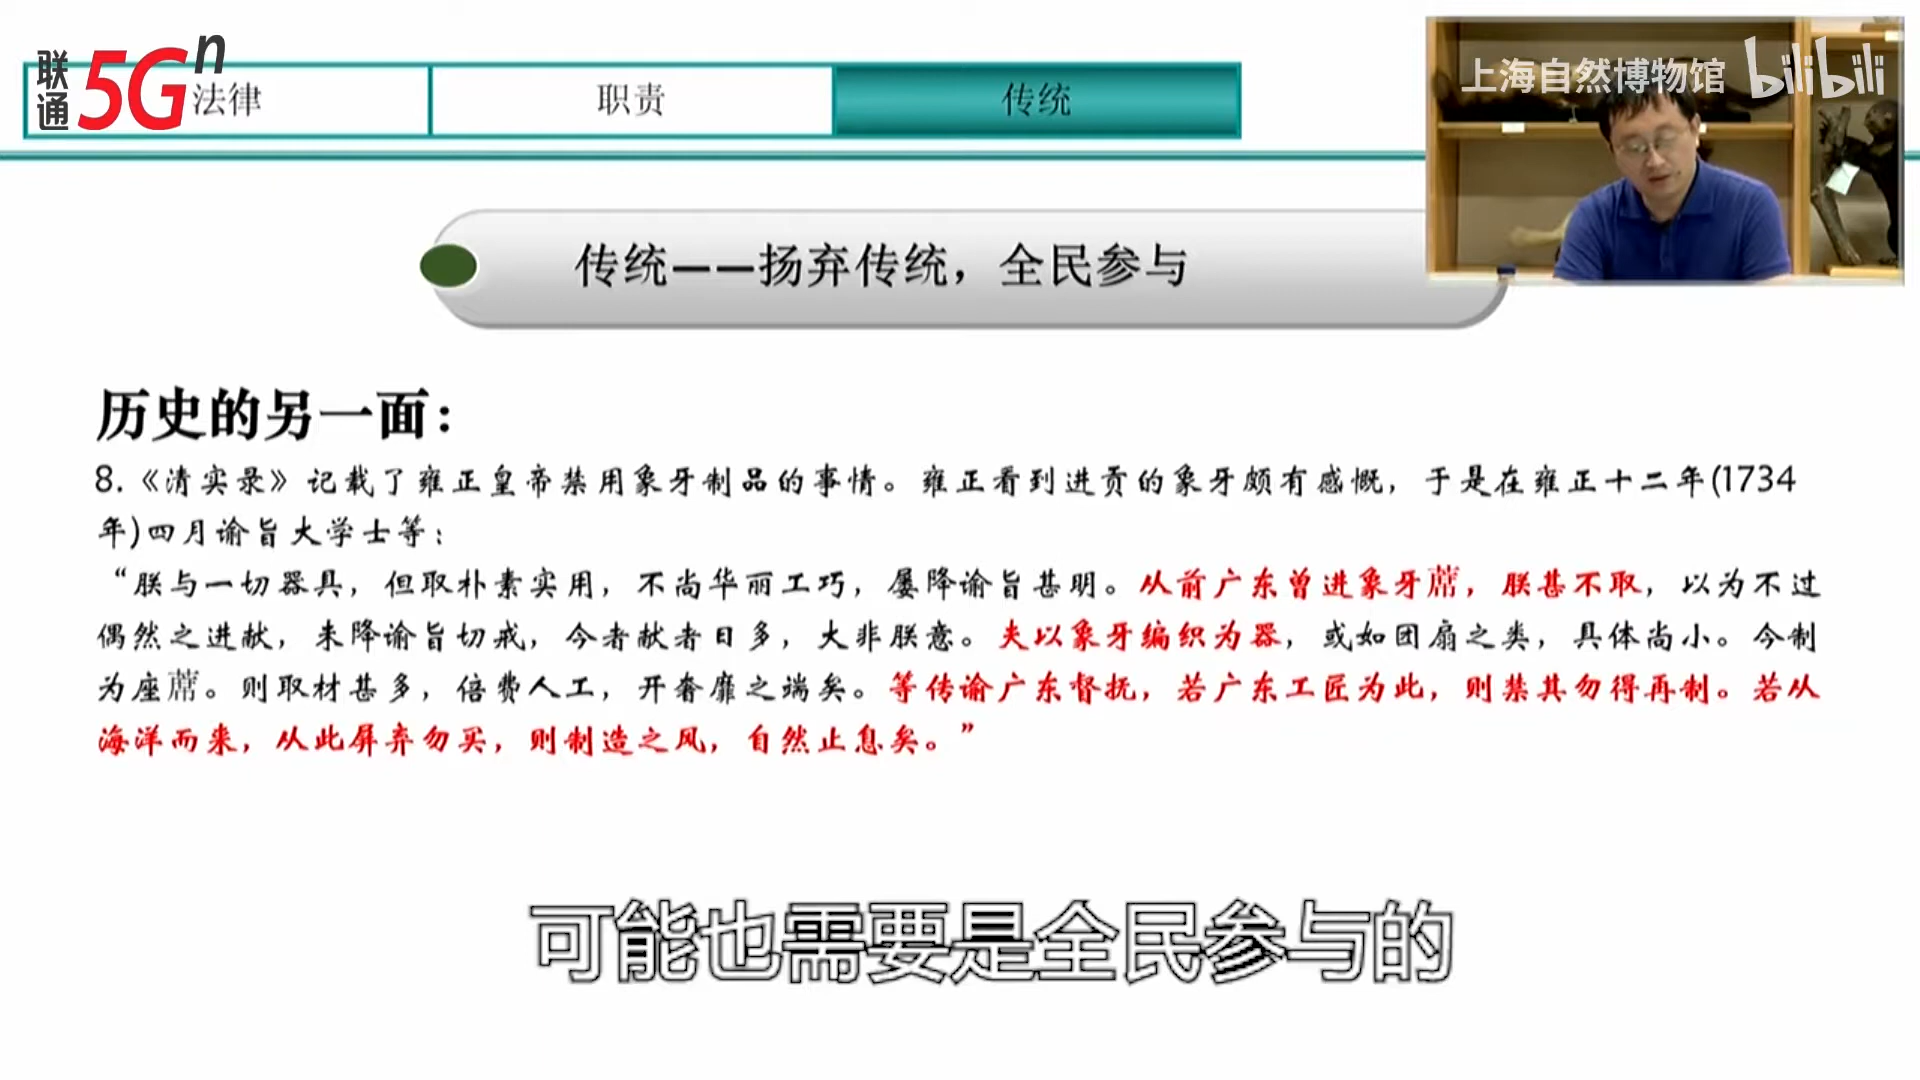 联通5Gn
法律
职责
传统
上海自然博物馆 bilibili
传统——扬弃传统，全民参与
历史的另一面：
8.《清实录》记载了雍正皇帝禁用象牙制品的事情。雍正看到进贡的象牙颇有感慨，于是在雍正十二年(1734
年)四月谕旨大学士等：
“朕与一切器具，但取朴素实用，不尚华丽工巧，屡降谕旨甚明。从前广东曾进象牙蓆，朕甚不取，以为不过
偶然之进献，未降谕旨切戒，今者献者日多，大非朕意。夫以象牙编织为器，或如团扇之类，具体尚小。今制
为座蓆。则取材甚多，倍费人工，开奢靡之端矣。等传谕广东督抚，若广东工匠为此，则禁其勿得再制。若从
海洋而来，从此屏弃勿买，则制造之风，自然止息矣。”
可能也需要是全民参与的